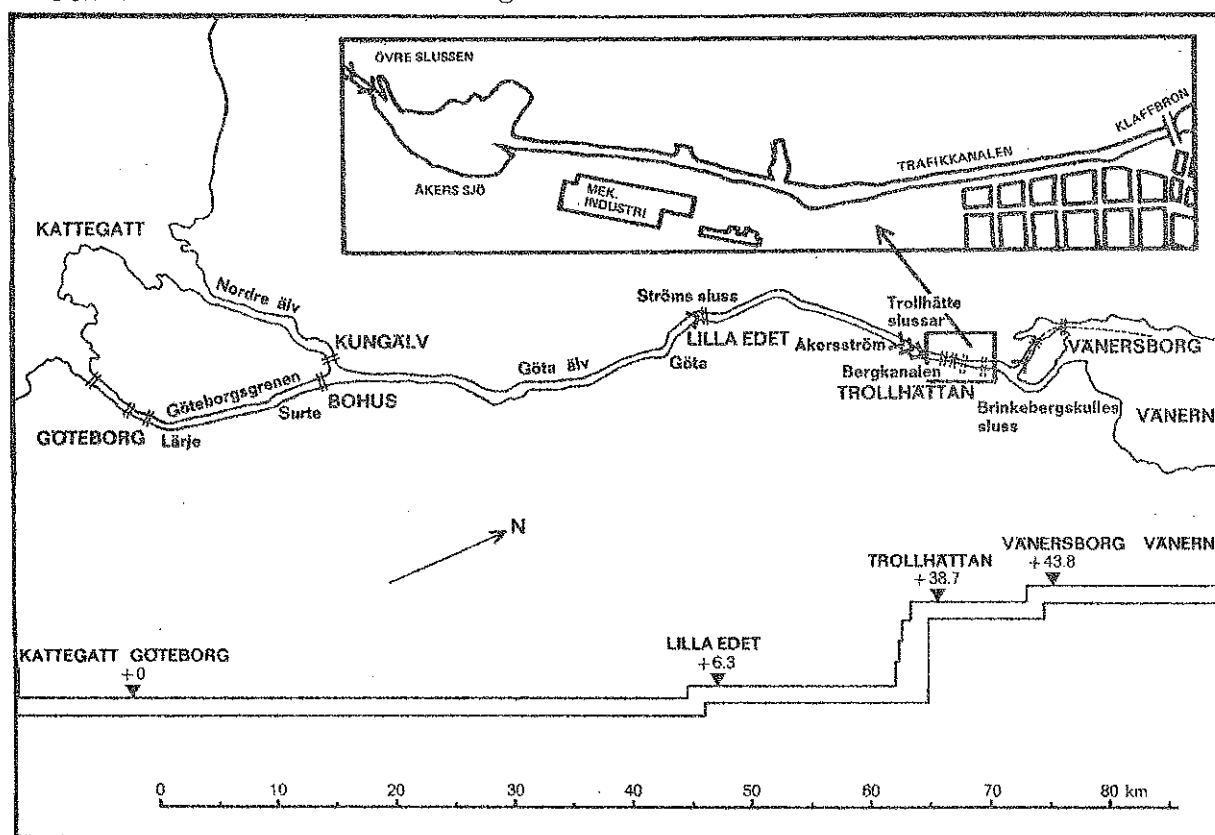 ÖVRE SLUSSEN
ÅKERS SJÖ
MEK.
INDUSTRI
TRAFIKKANALEN
KLAFFBRON
KATTEGATT
Nordre älv
KUNGÄLV
Göteborgsgrenen
BOHUS
Surte
GÖTEBORG
Lärje
Göta älv
Ströms sluss
LILLA EDET
Göta
Trollhätte
slussar
Åkersström
Bergkanalen
TROLLHÄTTAN
VÄNERSBORG
Brinkebergskulles
sluss
VÄNERN
N
KATTEGATT GÖTEBORG
+0
LILLA EDET
+6.3
TROLLHÄTTAN
+38.7
VÄNERSBORG VÄNERN
+43.8
0 10 20 30 40 50 60 70 80 km